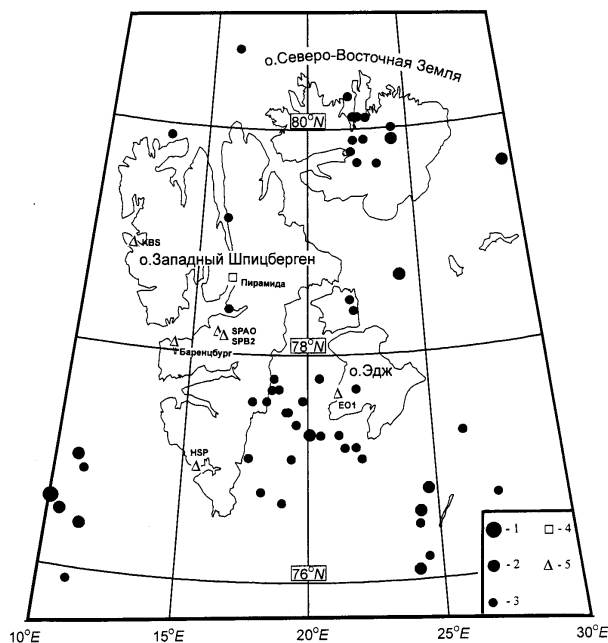 о.Северо-Восточная Земля
80°N
KBS
о.Западный Шпицберген
Пирамида
SPAO
SPB2
Баренцбург
78°N
о.Эдж
EO1
HSP
76°N
- 1
- 4
- 2
- 5
- 3
10°E
15°E
20°E
25°E
30°E